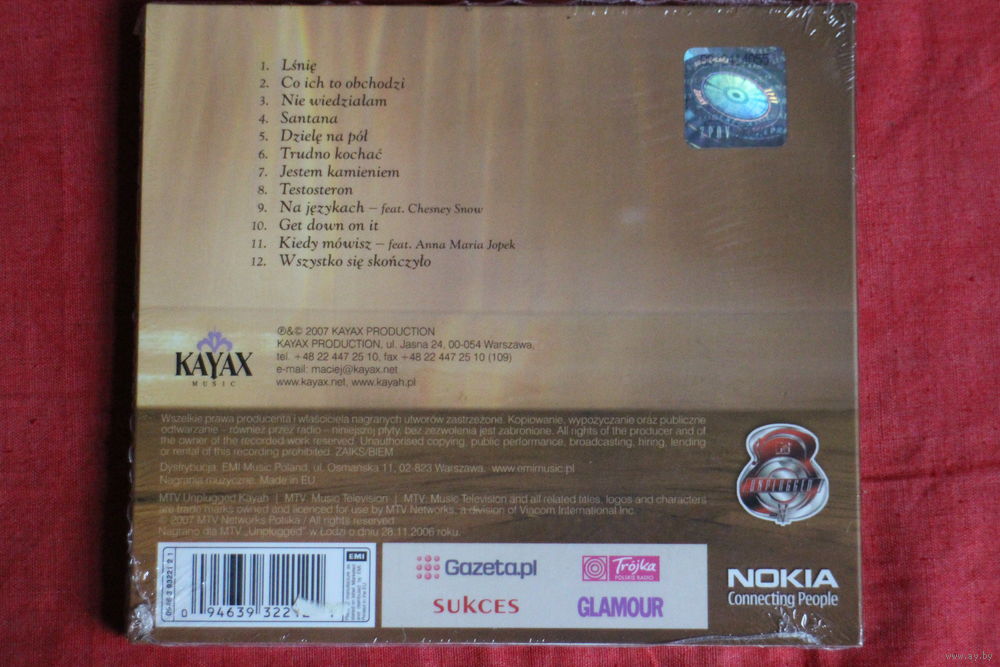 1. Lśnię
2. Co ich to obchodzi
3. Nie wiedziałam
4. Santana
5. Dzielę na pół
6. Trudno kochać
7. Jestem kamieniem
8. Testosteron
9. Na językach – feat. Chesney Snow
10. Get down on it
11. Kiedy mówisz – feat. Anna Maria Jopek
12. Wszystko się skończyło
ZPAV
KAYAX
MUSIC
℗&© 2007 KAYAX PRODUCTION
KAYAX PRODUCTION, ul. Jasna 24, 00-054 Warszawa,
tel. +48 22 447 25 10, fax +48 22 447 25 10 (109)
e-mail: maciej@kayax.net
www.kayax.net, www.kayah.pl
Wszelkie prawa producenta i właściciela nagranych utworów zastrzeżone. Kopiowanie, wypożyczanie oraz publiczne
odtwarzanie – również przez radio – niniejszej płyty, bez zezwolenia jest zabronione. All rights of the producer and of
the owner of the recorded work reserved. Unauthorised copying, public performance, broadcasting, hiring, lending
or rental of this recording prohibited. ZAIKS/BIEM
Dystrybucja: EMI Music Poland, ul. Osmańska 11, 02-823 Warszawa, www.emimusic.pl
Nagranie muzyczne. Made in EU
MTV Unplugged Kayah | MTV. Music Television | MTV, Music Television and all related titles, logos and characters
are trade marks owned and licenced for use by MTV Networks, a division of Viacom International Inc.
© 2007 MTV Networks Polska / All rights reserved
Nagrano dla MTV „Unplugged” w Łodzi o dniu 28.11.2006 roku.
UNPLUGGED
EMI
0 94639 3221
Gazeta.pl
Trójka
POLSKIE RADIO
SUKCES
GLAMOUR
NOKIA
Connecting People
www.ay.by